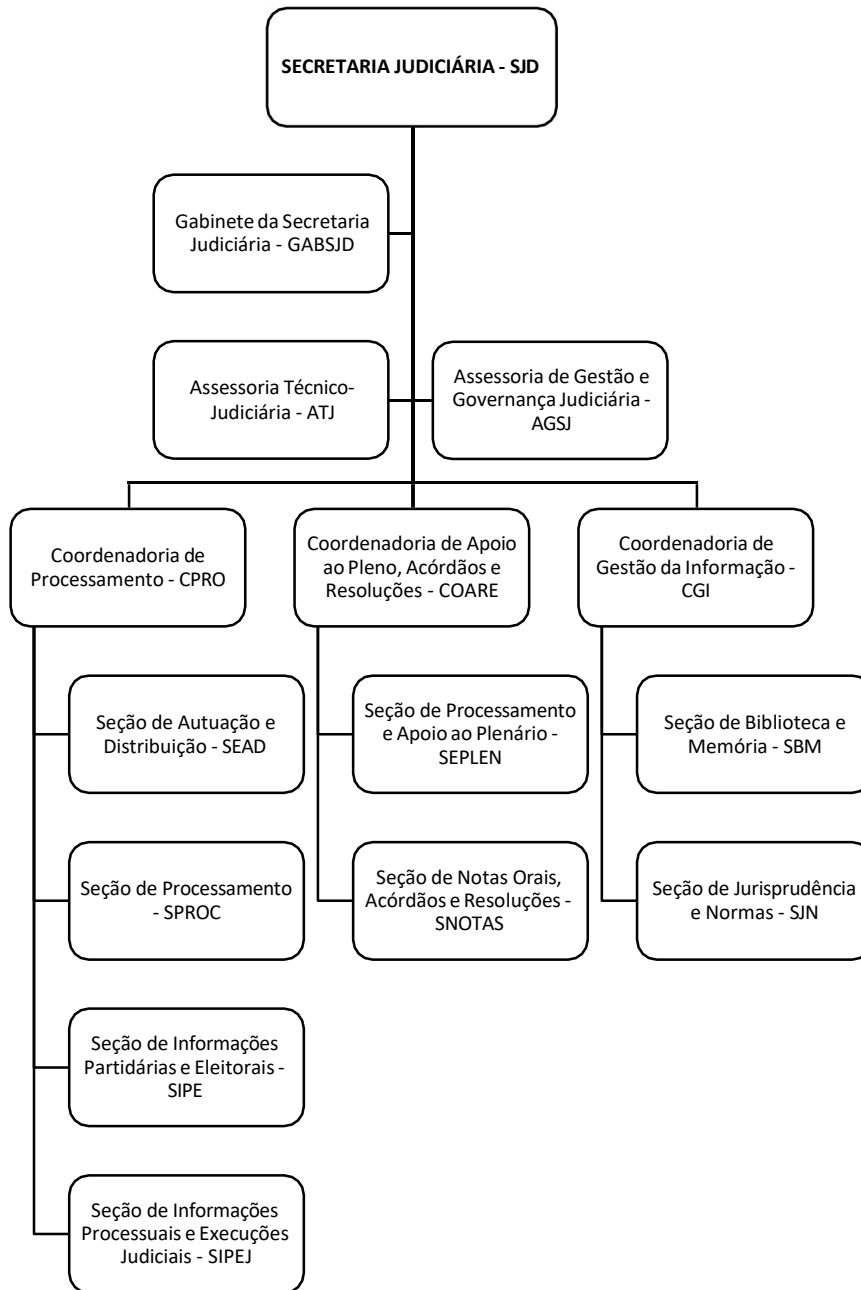 SECRETARIA JUDICIÁRIA - SJD
Gabinete da Secretaria
Judiciária - GABSJD
Assessoria Técnico-
Judiciária - ATJ
Assessoria de Gestão e
Governança Judiciária -
AGSJ
Coordenadoria de
Processamento - CPRO
Coordenadoria de Apoio
ao Pleno, Acórdãos e
Resoluções - COARE
Coordenadoria de
Gestão da Informação -
CGI
Seção de Autuação e
Distribuição - SEAD
Seção de Processamento
e Apoio ao Plenário -
SEPLEN
Seção de Biblioteca e
Memória - SBM
Seção de Processamento
- SPROC
Seção de Notas Orais,
Acórdãos e Resoluções -
SNOTAS
Seção de Jurisprudência
e Normas - SJN
Seção de Informações
Partidárias e Eleitorais -
SIPE
Seção de Informações
Processuais e Execuções
Judiciais - SIPEJ